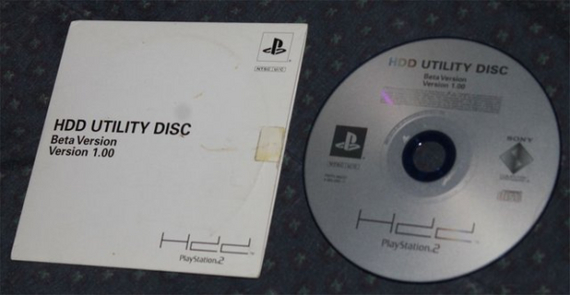 NTSC U/C
HDD UTILITY DISC
Beta Version
Version 1.00
Hdd
PlayStation.2
HDD UTILITY DISC
Beta Version
Version 1.00
SONY
NTSC U/C
Hdd
PlayStation.2